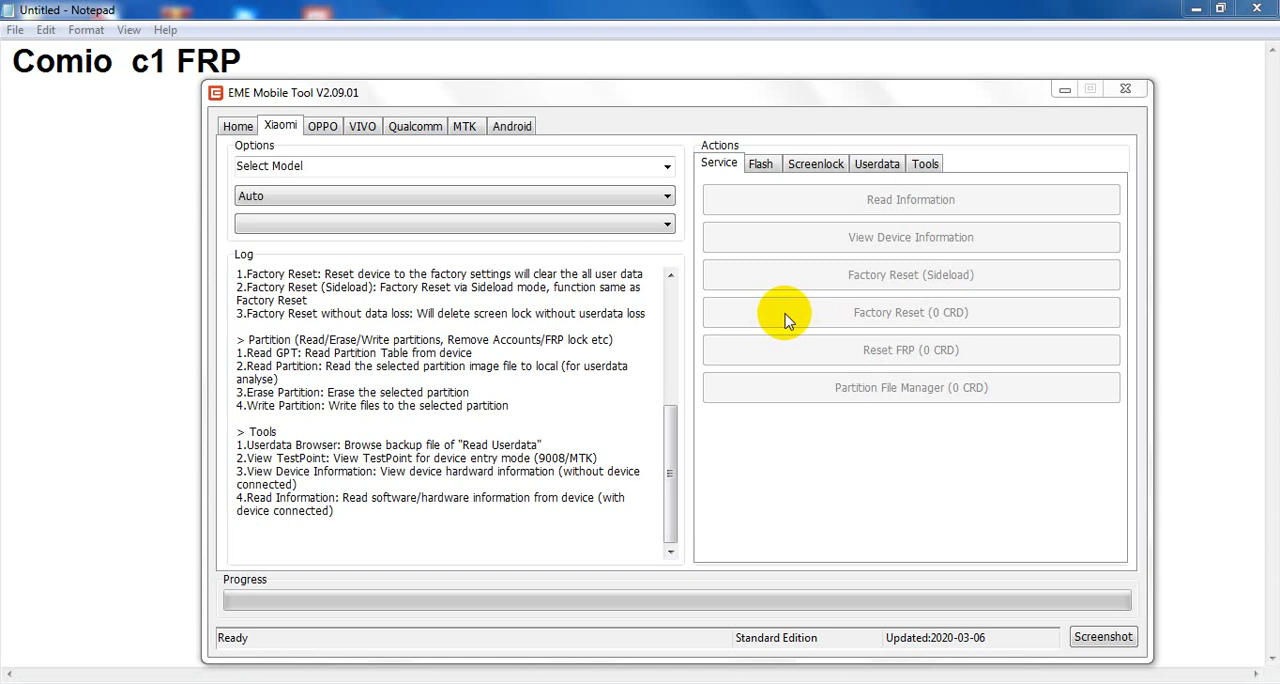 Untitled - Notepad
File Edit Format View Help
Comio c1 FRP
EME Mobile Tool V2.09.01
Home Xiaomi OPPO VIVO Qualcomm MTK Android
Options
Select Model
Auto
Log
1.Factory Reset: Reset device to the factory settings will clear the all user data
2.Factory Reset (Sideload): Factory Reset via Sideload mode, function same as
Factory Reset
3.Factory Reset without data loss: Will delete screen lock without userdata loss
> Partition (Read/Erase/Write partitions, Remove Accounts/FRP lock etc)
1.Read GPT: Read Partition Table from device
2.Read Partition: Read the selected partition image file to local (for userdata
analyse)
3.Erase Partition: Erase the selected partition
4.Write Partition: Write files to the selected partition
> Tools
1.Userdata Browser: Browse backup file of "Read Userdata"
2.View TestPoint: View TestPoint for device entry mode (9008/MTK)
3.View Device Information: View device hardware information (without device
connected)
4.Read Information: Read software/hardware information from device (with
device connected)
Actions
Service Flash Screenlock Userdata Tools
Read Information
View Device Information
Factory Reset (Sideload)
Factory Reset (0 CRD)
Reset FRP (0 CRD)
Partition File Manager (0 CRD)
Progress
Ready
Standard Edition
Updated:2020-03-06
Screenshot